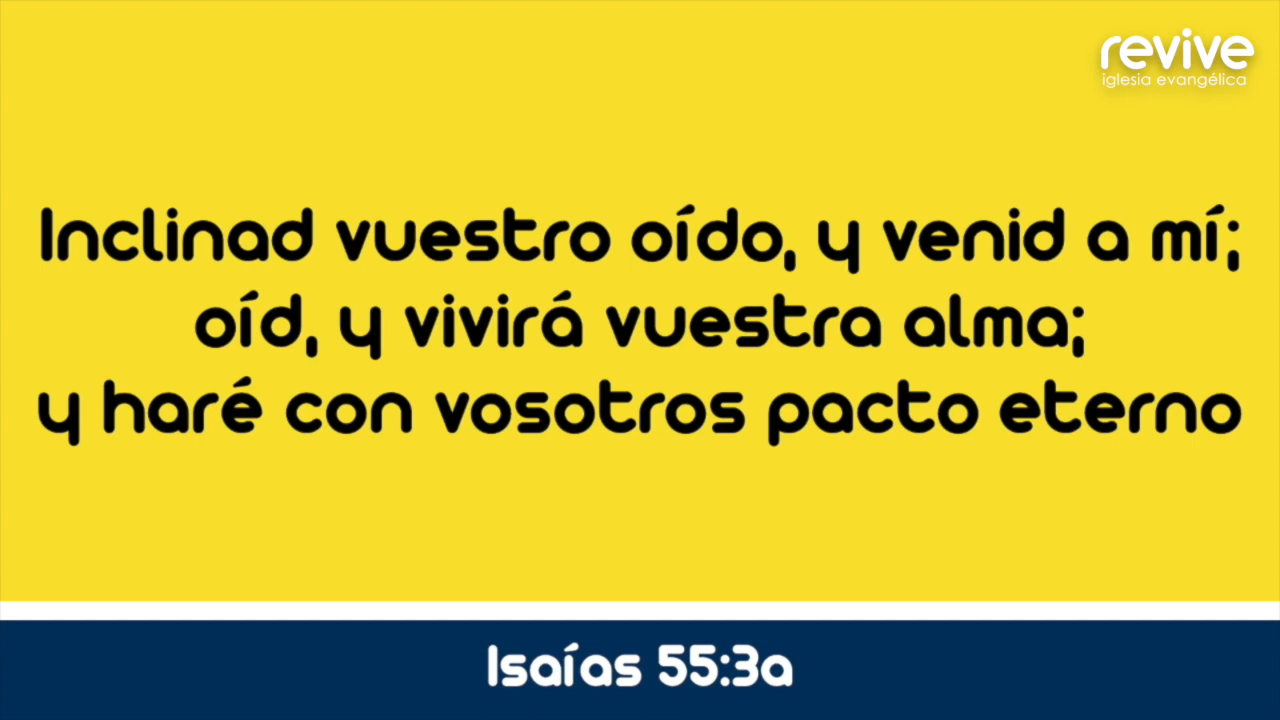 revive
iglesia evangélica
Inclinad vuestro oído, y venid a mí;
oíd, y vivirá vuestra alma;
y haré con vosotros pacto eterno
Isaías 55:3a